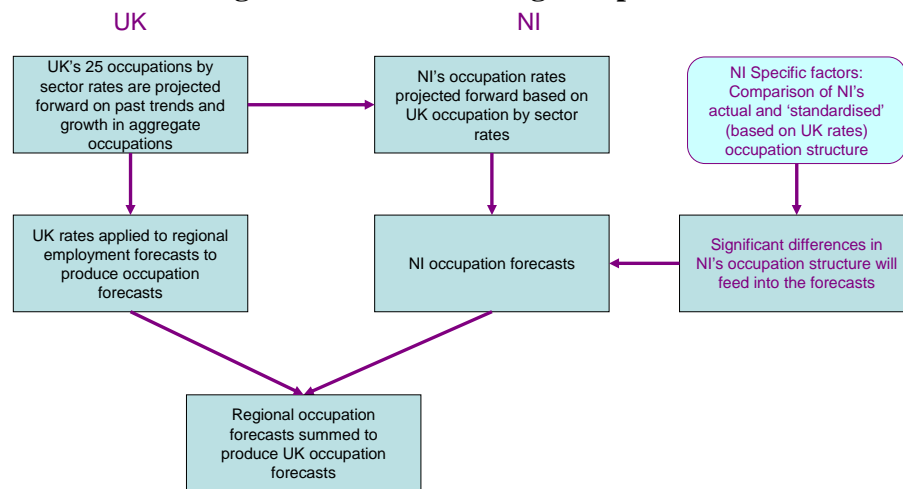 UK
NI
UK's 25 occupations by
sector rates are projected
forward on past trends and
growth in aggregate
occupations
NI's occupation rates
projected forward based on
UK occupation by sector
rates
NI Specific factors:
Comparison of NI's
actual and 'standardised'
(based on UK rates)
occupation structure
UK rates applied to regional
employment forecasts to
produce occupation
forecasts
NI occupation forecasts
Significant differences in
NI's occupation structure will
feed into the forecasts
Regional occupation
forecasts summed to
produce UK occupation
forecasts